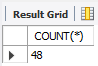 Result Grid
COUNT(*)
48